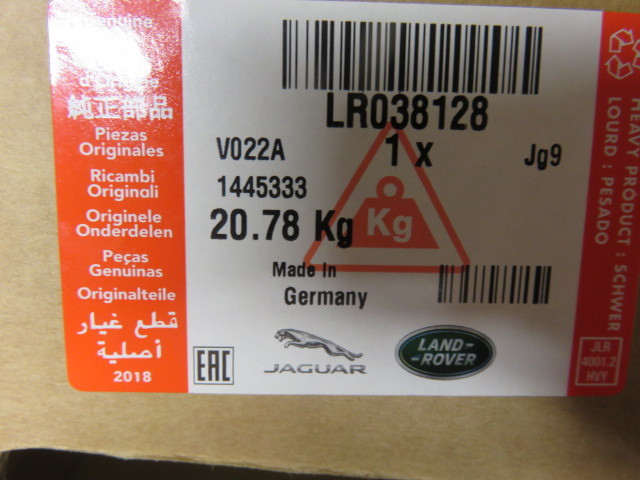 Genuine
純正部品
Piezas
Originales
Ricambi
Originali
Originele
Onderdelen
Peças
Genuinas
Originalteile
قطع غيار
أصلية
2018
LR038128
V022A
1 x
Jg9
1445333
20.78 Kg
Kg
Made In
Germany
EAC
JAGUAR
LAND-
-ROVER
HEAVY PRODUCT : SCHWER
LOURD : PESADO
JLR
4001.2
HVY